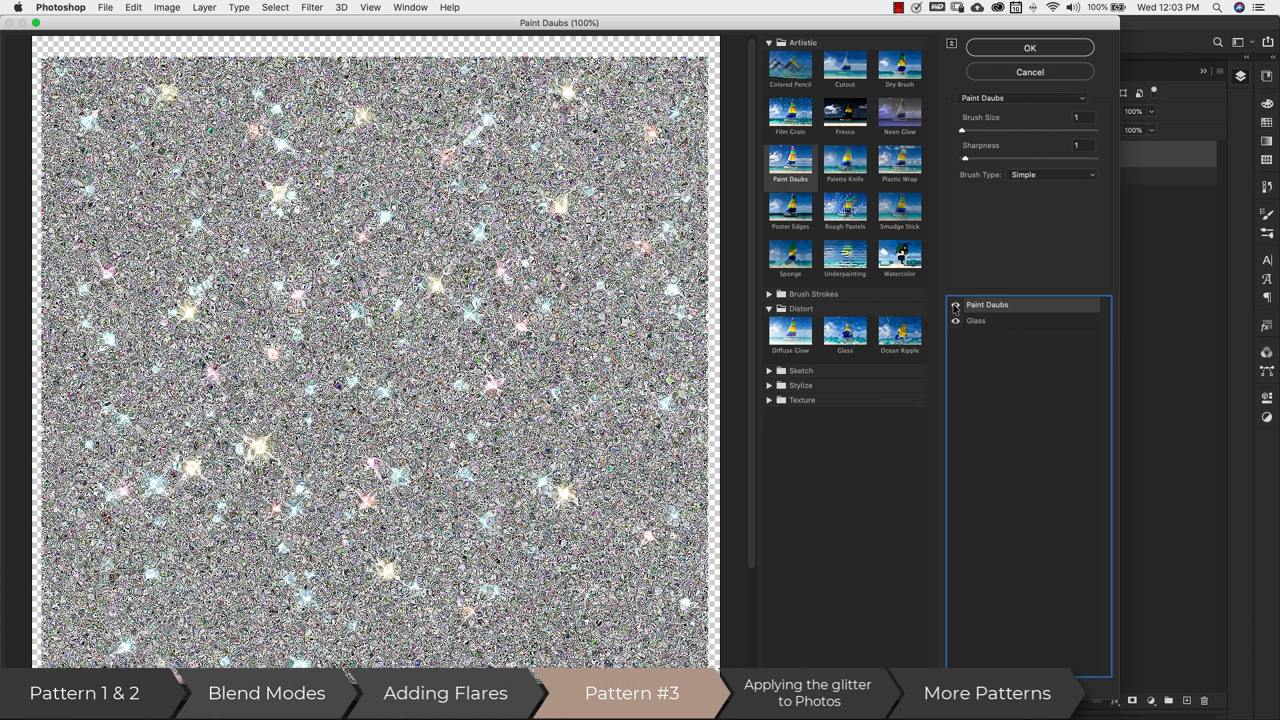 Photoshop File Edit Image Layer Type Select Filter 3D View Window Help 100% Wed 12:03 PM
Paint Daubs (100%)
Artistic
Colored Pencil Cutout Dry Brush
Film Grain Fresco Neon Glow
Paint Daubs Palette Knife Plastic Wrap
Poster Edges Rough Pastels Smudge Stick
Sponge Underpainting Watercolor
Brush Strokes
Distort
Diffuse Glow Glass Ocean Ripple
Sketch
Stylize
Texture
OK
Cancel
Paint Daubs
Brush Size 1
Sharpness 1
Brush Type: Simple
Paint Daubs
Glass
100%
100%
Pattern 1 & 2
Blend Modes
Adding Flares
Pattern #3
Applying the glitter
to Photos
More Patterns